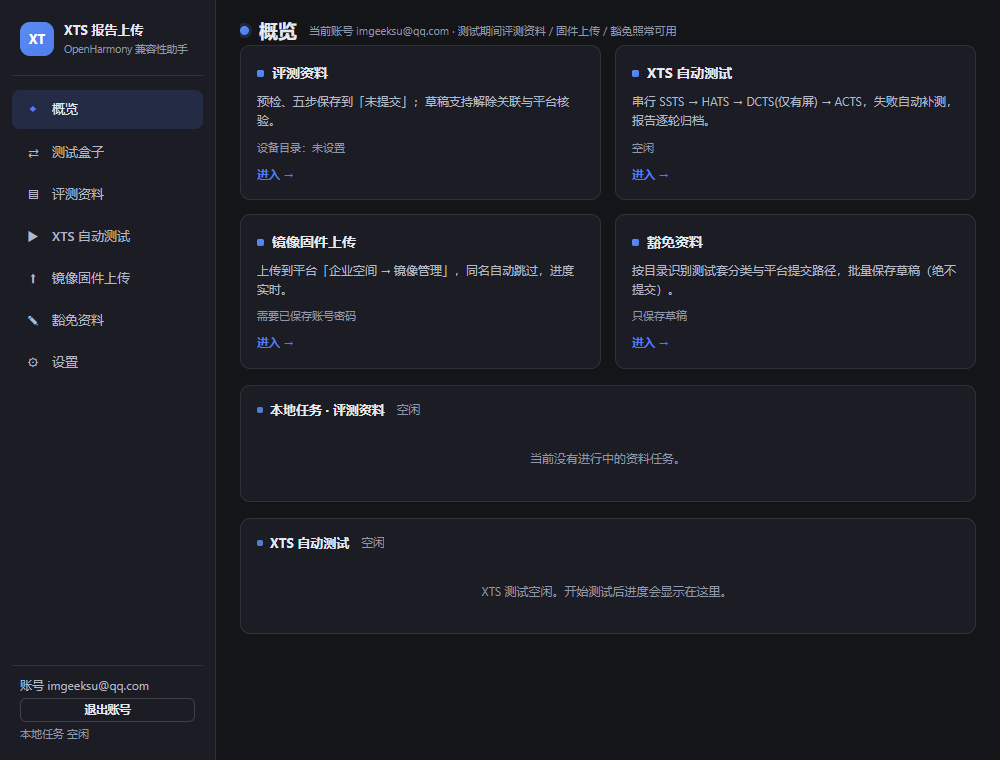 XT
XTS 报告上传
OpenHarmony 兼容性助手
概览
测试盒子
评测资料
XTS 自动测试
镜像固件上传
豁免资料
设置
账号 imgeeksu@qq.com
退出账号
本地任务 空闲
概览 当前账号 imgeeksu@qq.com · 测试期间评测资料 / 固件上传 / 豁免照常可用
评测资料
预检、五步保存到「未提交」；草稿支持解除关联与平台核
验。
设备目录：未设置
进入 →
XTS 自动测试
串行 SSTS → HATS → DCTS(仅有屏) → ACTS，失败自动补测，
报告逐轮归档。
空闲
进入 →
镜像固件上传
上传到平台「企业空间 → 镜像管理」，同名自动跳过，进度
实时。
需要已保存账号密码
进入 →
豁免资料
按目录识别测试套分类与平台提交路径，批量保存草稿（绝不
提交）。
只保存草稿
进入 →
本地任务 · 评测资料 空闲
当前没有进行中的资料任务。
XTS 自动测试 空闲
XTS 测试空闲。开始测试后进度会显示在这里。